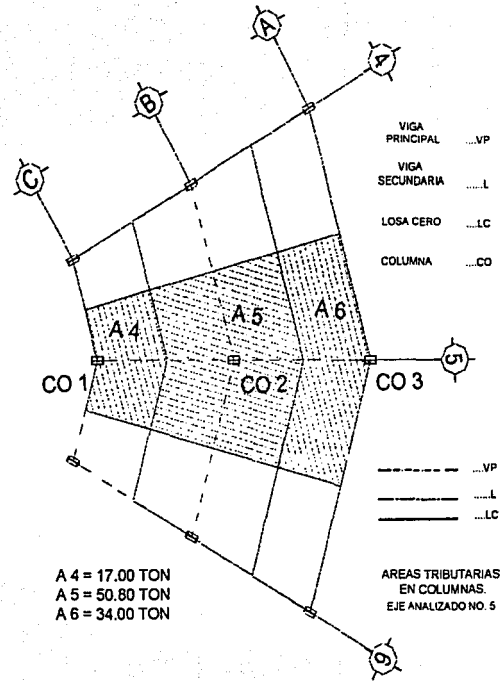 A
4
B
C
VIGA
PRINCIPAL ....VP
VIGA
SECUNDARIA .....L
LOSA CERO ...LC
COLUMNA ....CO
A 4
A 5
A 6
CO 1
CO 2
CO 3
5
....VP
.....L
....LC
A 4 = 17.00 TON
A 5 = 50.80 TON
A 6 = 34.00 TON
AREAS TRIBUTARIAS
EN COLUMNAS.
EJE ANALIZADO NO. 5
6